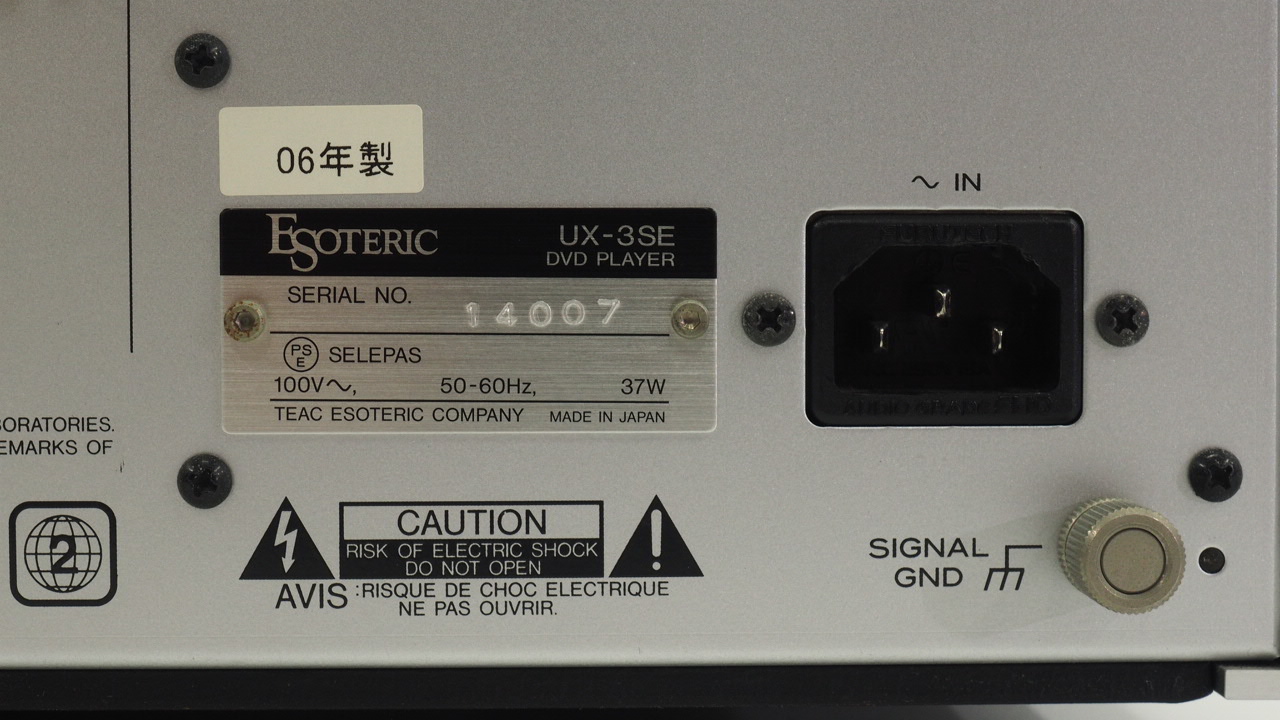 06年製
ESOTERIC
UX-3SE
DVD PLAYER
SERIAL NO. 14007
PSE SELEPAS
100V~, 50-60Hz, 37W
TEAC ESOTERIC COMPANY MADE IN JAPAN
~ IN
ORATORIES.
EMARKS OF
2
CAUTION
RISK OF ELECTRIC SHOCK
DO NOT OPEN
AVIS :RISQUE DE CHOC ELECTRIQUE
NE PAS OUVRIR.
SIGNAL
GND